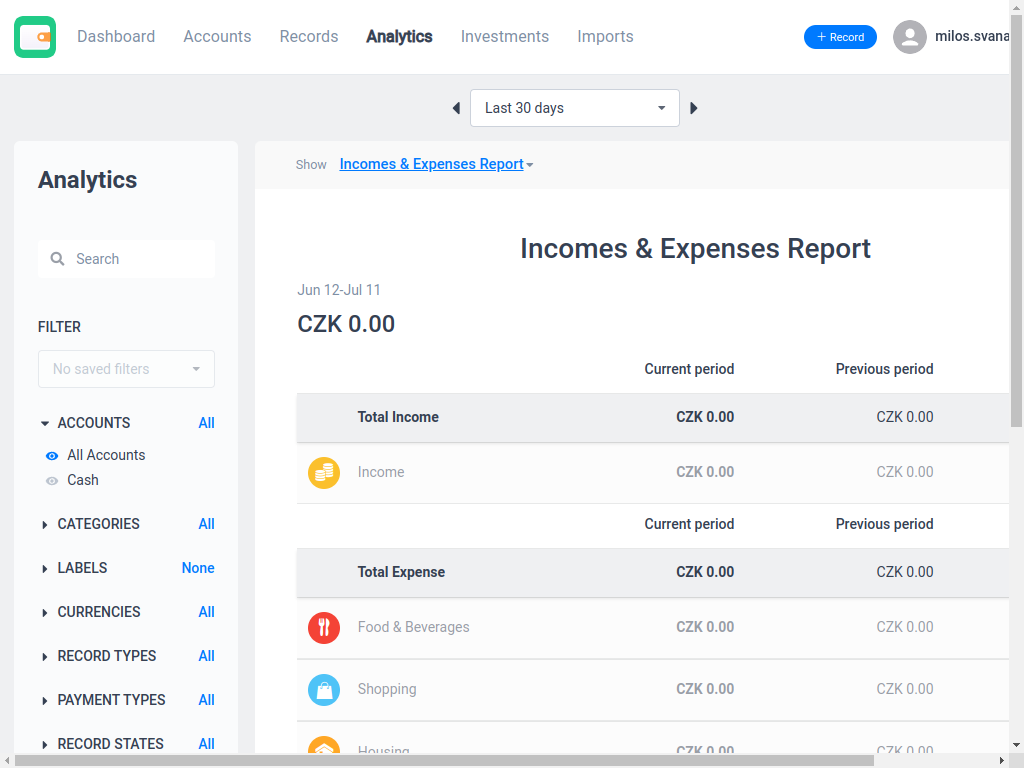 Dashboard Accounts Records Analytics Investments Imports + Record milos.svana
Last 30 days
Analytics
Search
FILTER
No saved filters
ACCOUNTS All
All Accounts
Cash
CATEGORIES All
LABELS None
CURRENCIES All
RECORD TYPES All
PAYMENT TYPES All
RECORD STATES All
Show Incomes & Expenses Report
Incomes & Expenses Report
Jun 12-Jul 11
CZK 0.00
Current period Previous period
Total Income CZK 0.00 CZK 0.00
Income CZK 0.00 CZK 0.00
Current period Previous period
Total Expense CZK 0.00 CZK 0.00
Food & Beverages CZK 0.00 CZK 0.00
Shopping CZK 0.00 CZK 0.00
Housing CZK 0.00 CZK 0.00